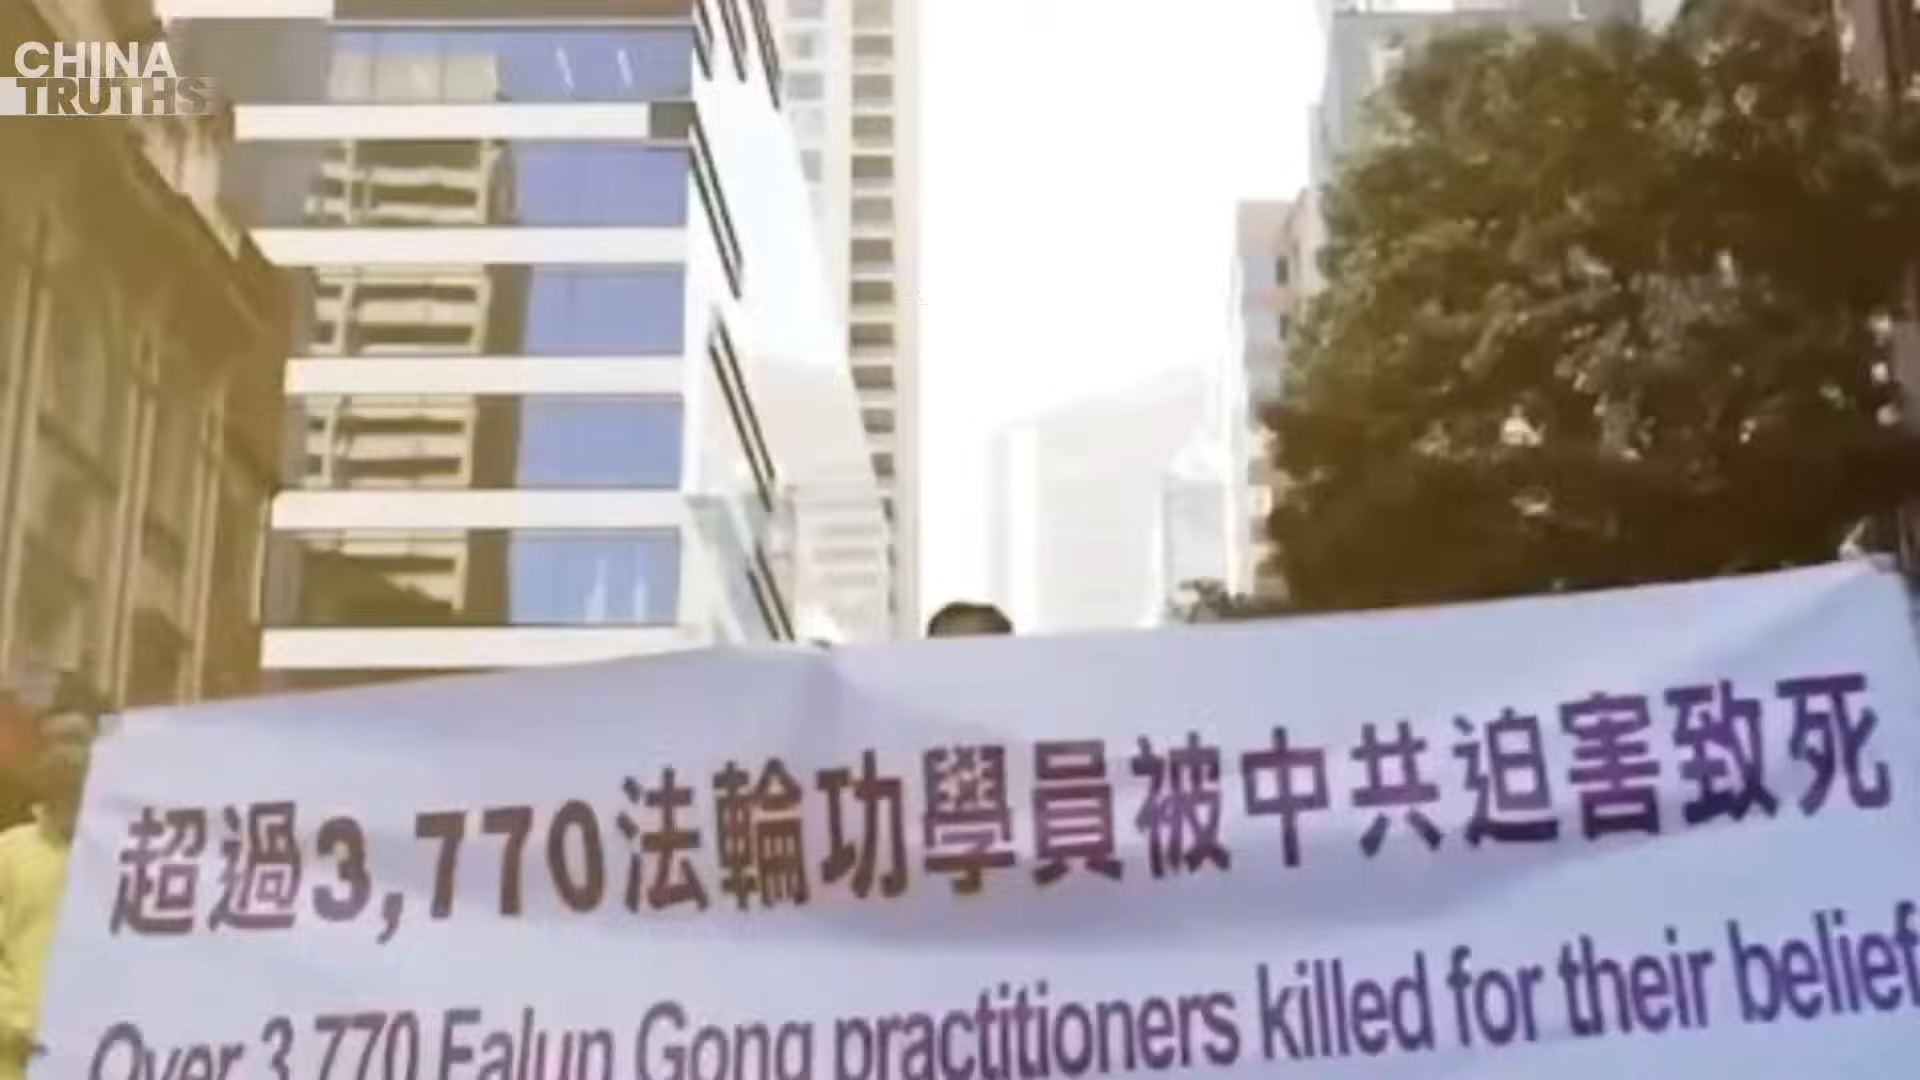 CHINA
TRUTHS
超過3,770法輪功學員被中共迫害致死
Over 3,770 Falun Gong practitioners killed for their belief